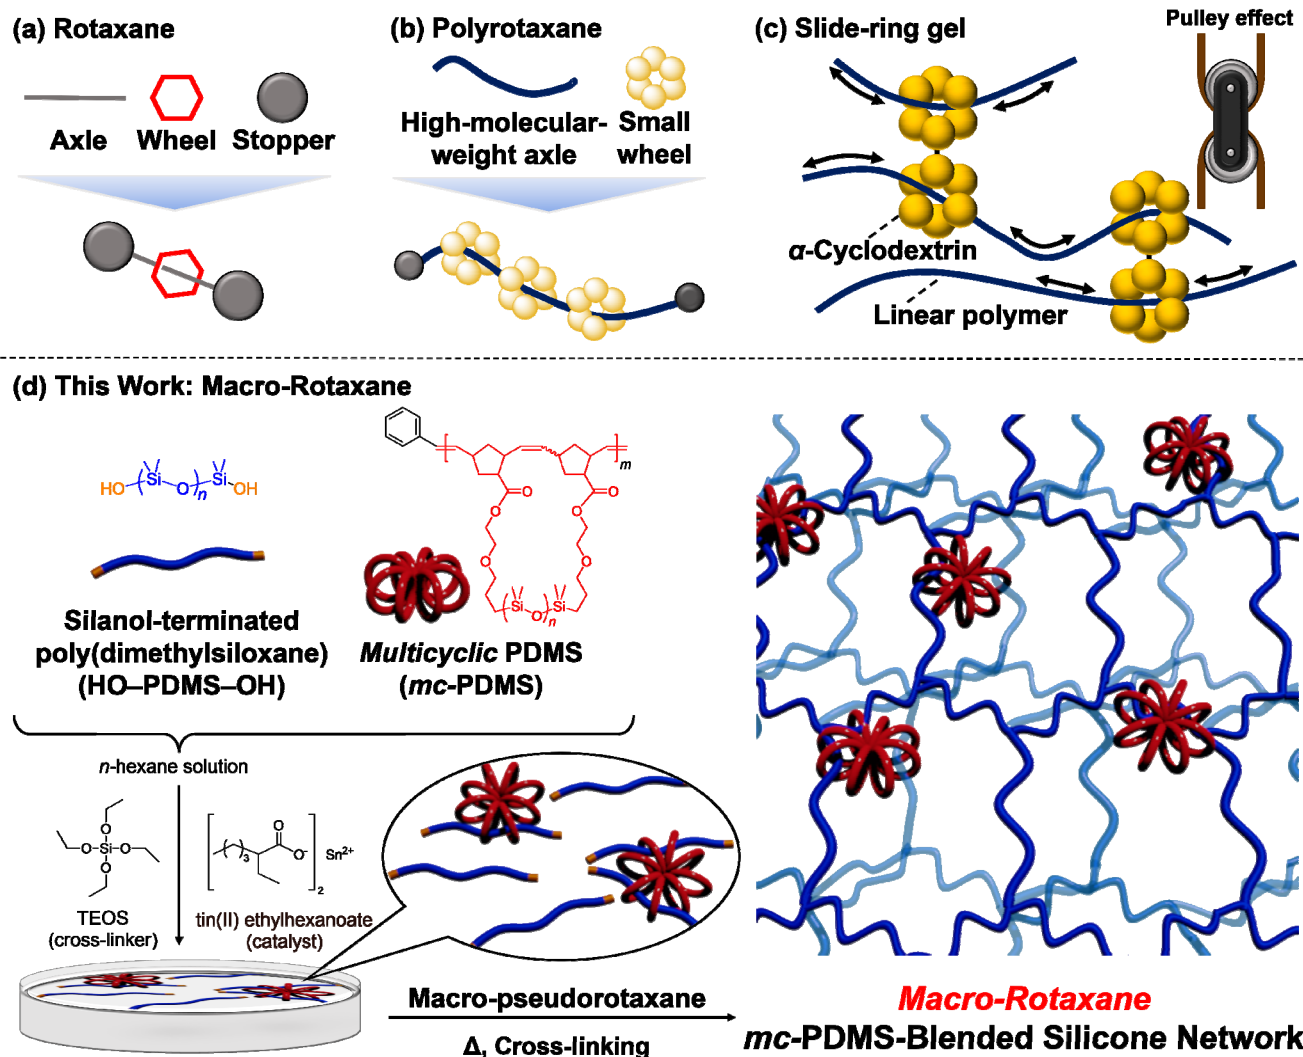 (a) Rotaxane
Axle
Wheel
Stopper
(b) Polyrotaxane
High-molecular-
weight axle
Small
wheel
(c) Slide-ring gel
Pulley effect
α-Cyclodextrin
Linear polymer
(d) This Work: Macro-Rotaxane
HO
Si
O
n
Si
OH
Silanol-terminated
poly(dimethylsiloxane)
(HO–PDMS–OH)
m
O
O
O
O
O
O
Si
O
n
Si
Multicyclic PDMS
(mc-PDMS)
n-hexane solution
O
O
Si
O
O
TEOS
(cross-linker)
3
O
O-
2
Sn2+
tin(II) ethylhexanoate
(catalyst)
Macro-pseudorotaxane
Δ, Cross-linking
Macro-Rotaxane
mc-PDMS-Blended Silicone Network